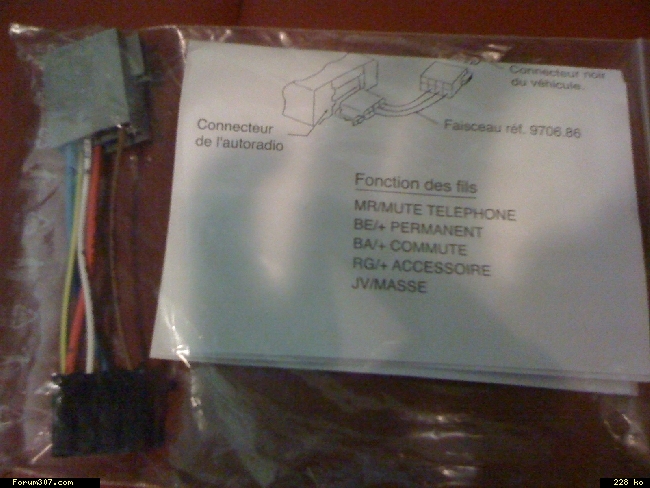 Connecteur noir
du véhicule.
Connecteur
de l'autoradio
Faisceau réf. 9706.86
Fonction des fils
MR/MUTE TELEPHONE
BE/+ PERMANENT
BA/+ COMMUTE
RG/+ ACCESSOIRE
JV/MASSE
Forum307.com
228 ko